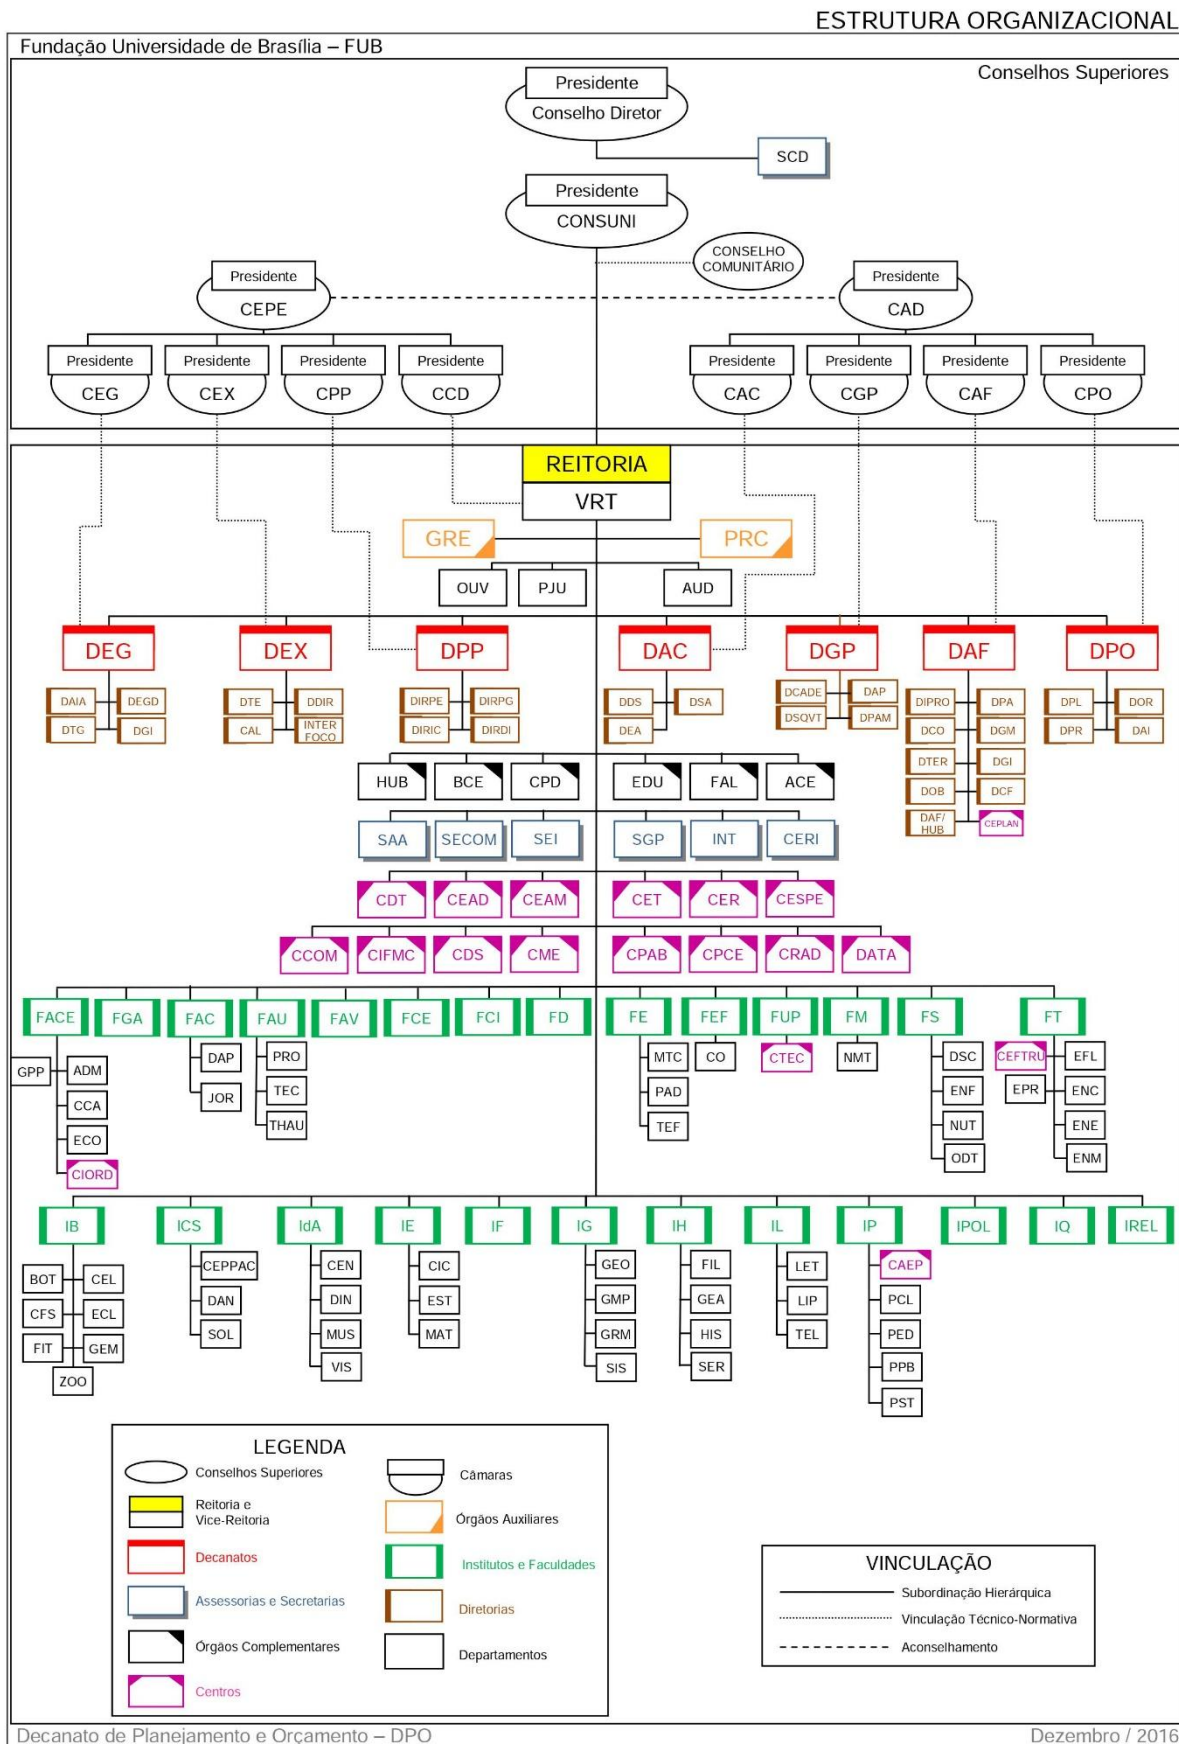 ESTRUTURA ORGANIZACIONAL
Fundação Universidade de Brasília – FUB
Conselhos Superiores
Presidente
Conselho Diretor
SCD
Presidente
CONSUNI
CONSELHO
COMUNITÁRIO
Presidente
CEPE
Presidente
CAD
Presidente
CEG
Presidente
CEX
Presidente
CPP
Presidente
CCD
Presidente
CAC
Presidente
CGP
Presidente
CAF
Presidente
CPO
REITORIA
VRT
GRE
PRC
OUV
PJU
AUD
DEG
DEX
DPP
DAC
DGP
DAF
DPO
DAIA
DEGD
DTG
DGI
DTE
DDIR
CAL
INTER
FOCO
DIRPE
DIRPG
DIRIC
DIRDI
DDS
DSA
DEA
DCADE
DAP
DSQVT
DPAM
DIPRO
DPA
DCO
DGM
DTER
DGI
DOB
DCF
DAF/
HUB
CEPLAN
DPL
DOR
DPR
DAI
HUB
BCE
CPD
EDU
FAL
ACE
SAA
SECOM
SEI
SGP
INT
CERI
CDT
CEAD
CEAM
CET
CER
CESPE
CCOM
CIFMC
CDS
CME
CPAB
CPCE
CRAD
DATA
FACE
FGA
FAC
FAU
FAV
FCE
FCI
FD
FE
FEF
FUP
FM
FS
FT
GPP
ADM
CCA
ECO
CIORD
DAP
JOR
PRO
TEC
THAU
MTC
PAD
TEF
CO
CTEC
NMT
DSC
ENF
NUT
ODT
CEFTRU
EFL
EPR
ENC
ENE
ENM
IB
ICS
IdA
IE
IF
IG
IH
IL
IP
IPOL
IQ
IREL
BOT
CEL
CFS
ECL
FIT
GEM
ZOO
CEPPAC
DAN
SOL
CEN
DIN
MUS
VIS
CIC
EST
MAT
GEO
GMP
GRM
SIS
FIL
GEA
HIS
SER
LET
LIP
TEL
CAEP
PCL
PED
PPB
PST
LEGENDA
Conselhos Superiores
Câmaras
Reitoria e
Vice-Reitoria
Órgãos Auxiliares
Decanatos
Institutos e Faculdades
Assessorias e Secretarias
Diretorias
Órgãos Complementares
Departamentos
Centros
VINCULAÇÃO
Subordinação Hierárquica
Vinculação Técnico-Normativa
Aconselhamento
Decanato de Planejamento e Orçamento – DPO
Dezembro / 2016